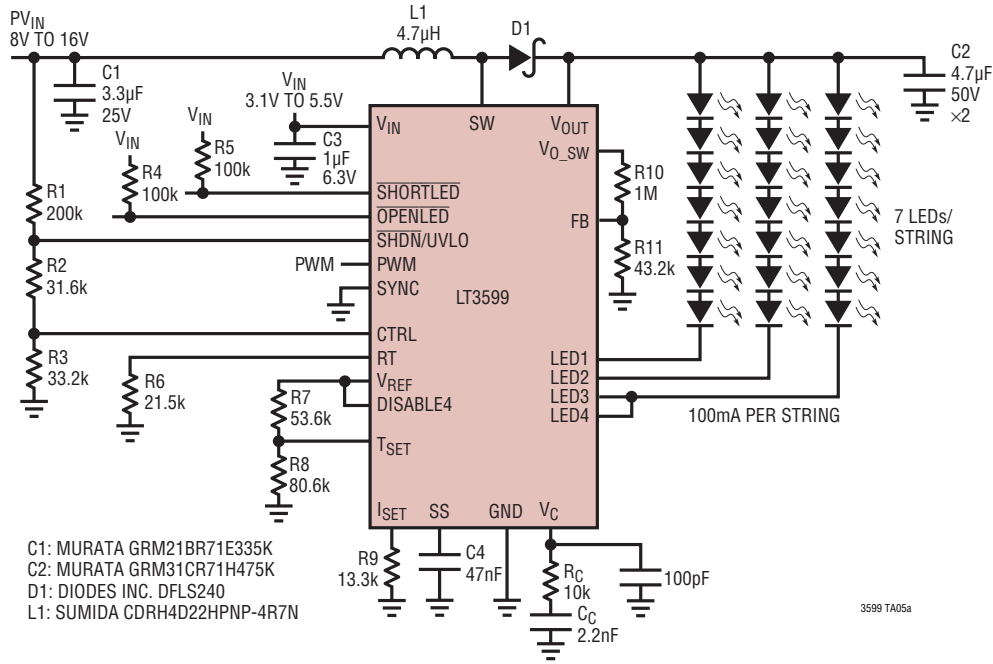 PVIN
8V TO 16V
L1
4.7µH
D1
C2
4.7µF
50V
×2
C1
3.3µF
25V
VIN
3.1V TO 5.5V
VIN
VIN
R5
100k
R4
100k
C3
1µF
6.3V
R1
200k
R2
31.6k
R3
33.2k
R6
21.5k
R7
53.6k
R8
80.6k
PWM
VIN
SW
VOUT
VO_SW
SHORTLED
OPENLED
SHDN/UVLO
PWM
SYNC
CTRL
RT
VREF
DISABLE4
TSET
ISET
SS
GND
VC
FB
LT3599
LED1
LED2
LED3
LED4
R10
1M
R11
43.2k
7 LEDs/
STRING
100mA PER STRING
R9
13.3k
C4
47nF
RC
10k
CC
2.2nF
100pF
C1: MURATA GRM21BR71E335K
C2: MURATA GRM31CR71H475K
D1: DIODES INC. DFLS240
L1: SUMIDA CDRH4D22HPNP-4R7N
3599 TA05a